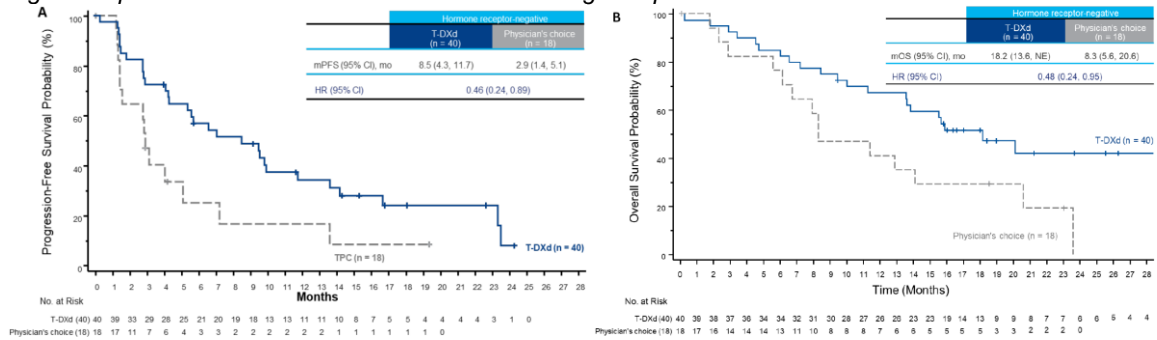 A
Progression-Free Survival Probability (%)
100
80
60
40
20
0
Hormone receptor-negative
T-DXd (n = 40)
Physician's choice (n = 18)
mPFS (95% CI), mo 8.5 (4.3, 11.7) 2.9 (1.4, 5.1)
HR (95% CI) 0.46 (0.24, 0.89)
T-DXd (n = 40)
TPC (n = 18)
0 1 2 3 4 5 6 7 8 9 10 11 12 13 14 15 16 17 18 19 20 21 22 23 24 25 26 27 28
Months
No. at Risk
T-DXd (40) 40 39 33 29 28 25 21 20 19 18 13 13 11 11 10 8 7 5 5 4 4 4 4 3 1 0
Physician's choice (18) 18 17 11 7 6 4 3 3 2 2 2 2 2 2 1 1 1 1 1 1 0
B
Overall Survival Probability (%)
100
80
60
40
20
0
Hormone receptor-negative
T-DXd (n = 40)
Physician's choice (n = 18)
mOS (95% CI), mo 18.2 (13.6, NE) 8.3 (5.6, 20.6)
HR (95% CI) 0.48 (0.24, 0.95)
T-DXd (n = 40)
Physician's choice (n = 18)
0 1 2 3 4 5 6 7 8 9 10 11 12 13 14 15 16 17 18 19 20 21 22 23 24 25 26 27 28
Time (Months)
No. at Risk
T-DXd (40) 40 39 38 37 36 34 34 32 31 30 28 27 26 26 23 23 19 14 13 9 9 8 7 7 6 6 5 4 4
Physician's choice (18) 18 17 16 14 14 14 13 11 10 8 8 8 7 6 6 5 5 5 5 3 3 2 2 2 0